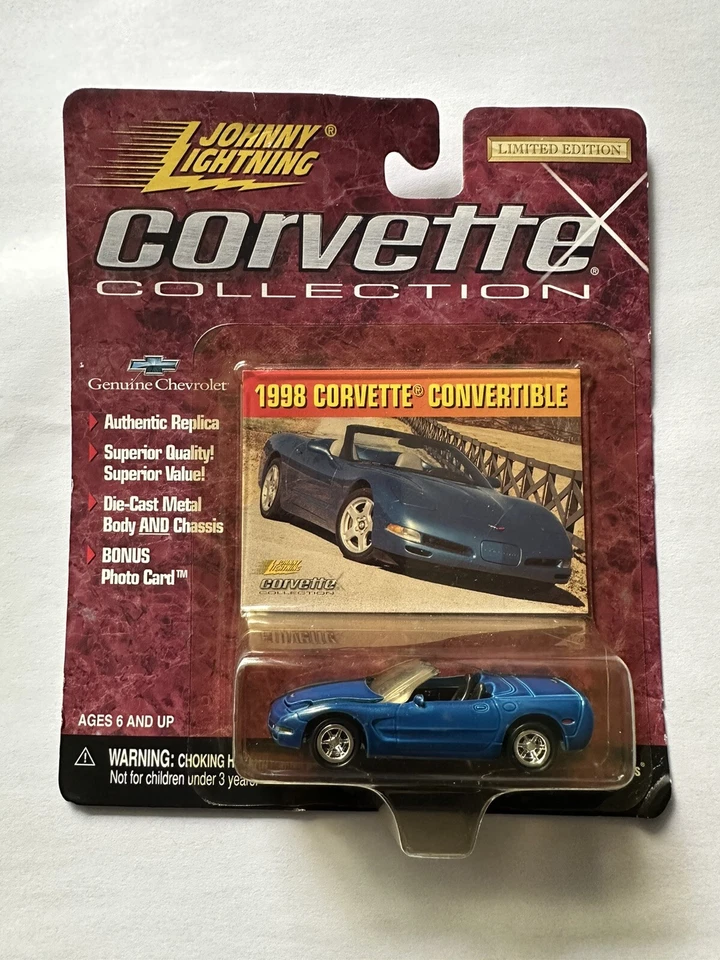 JOHNNY LIGHTNING®
LIMITED EDITION
corvette®
COLLECTION
Genuine Chevrolet
Authentic Replica
Superior Quality!
Superior Value!
Die-Cast Metal
Body AND Chassis
BONUS
Photo Card™
1998 CORVETTE® CONVERTIBLE
JOHNNY LIGHTNING
corvette
COLLECTION
AGES 6 AND UP
WARNING: CHOKING
Not for children under 3 years.